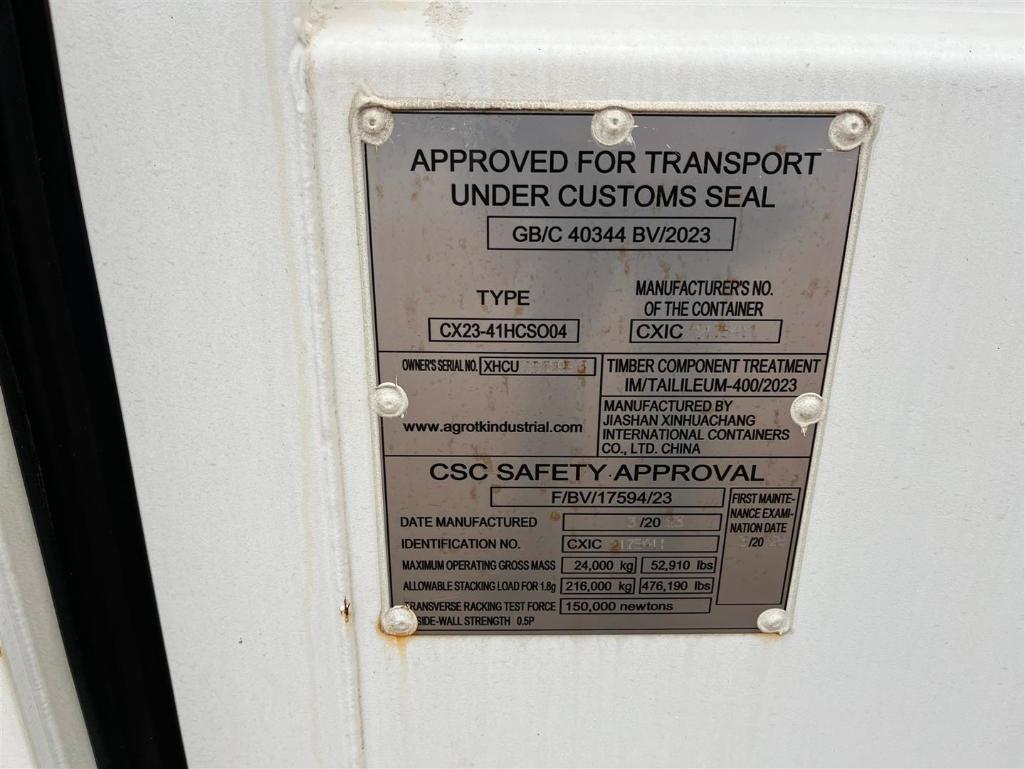 APPROVED FOR TRANSPORT
UNDER CUSTOMS SEAL
GB/C 40344 BV/2023
TYPE
CX23-41HCSO04
MANUFACTURER'S NO.
OF THE CONTAINER
CXIC
OWNER'S SERIAL NO. XHCU
www.agrotkindustrial.com
TIMBER COMPONENT TREATMENT
IM/TAILILEUM-400/2023
MANUFACTURED BY
JIASHAN XINHUACHANG
INTERNATIONAL CONTAINERS
CO., LTD. CHINA
CSC SAFETY APPROVAL
F/BV/17594/23
DATE MANUFACTURED /20
IDENTIFICATION NO. CXIC
MAXIMUM OPERATING GROSS MASS 24,000 kg 52,910 lbs
ALLOWABLE STACKING LOAD FOR 1.8g 216,000 kg 476,190 lbs
TRANSVERSE RACKING TEST FORCE 150,000 newtons
SIDE-WALL STRENGTH 0.5P
FIRST MAINTE-
NANCE EXAMI-
NATION DATE
/20